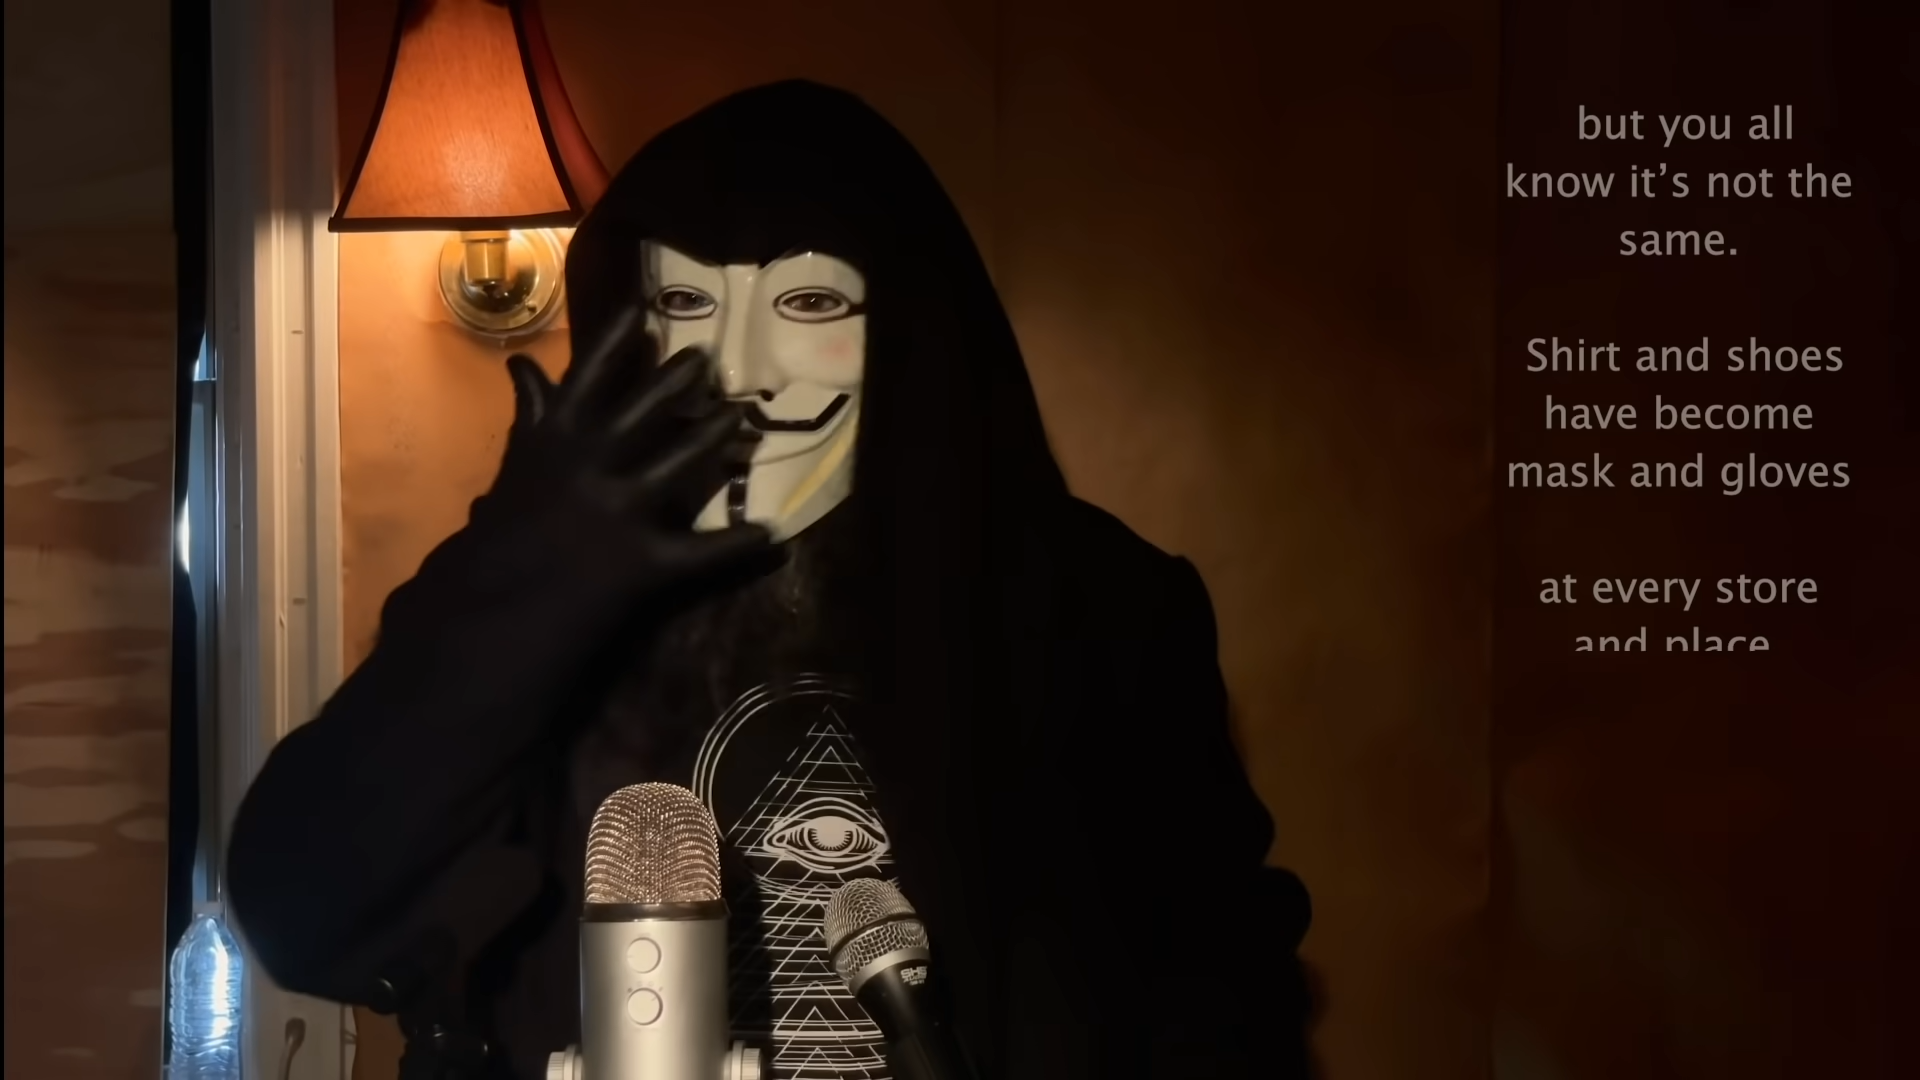 but you all
know it’s not the
same.
Shirt and shoes
have become
mask and gloves
at every store
and place